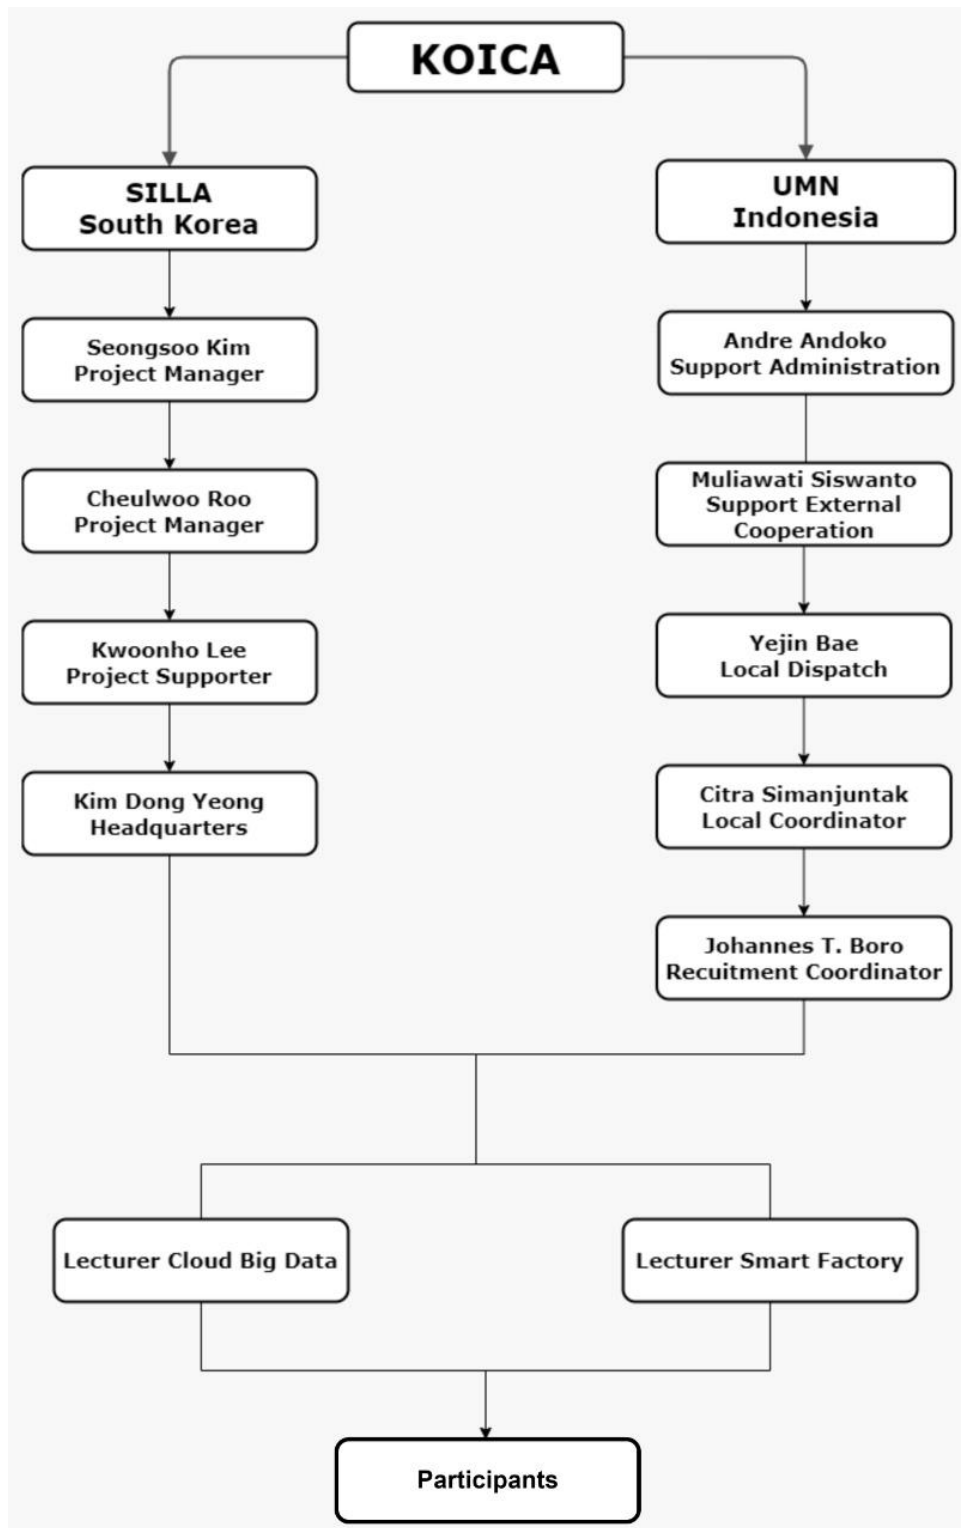 KOICA
SILLA
South Korea
Seongsoo Kim
Project Manager
Cheulwoo Roo
Project Manager
Kwoonho Lee
Project Supporter
Kim Dong Yeong
Headquarters
UMN
Indonesia
Andre Andoko
Support Administration
Muliawati Siswanto
Support External
Cooperation
Yejin Bae
Local Dispatch
Citra Simanjuntak
Local Coordinator
Johannes T. Boro
Recuitment Coordinator
Lecturer Cloud Big Data
Lecturer Smart Factory
Participants